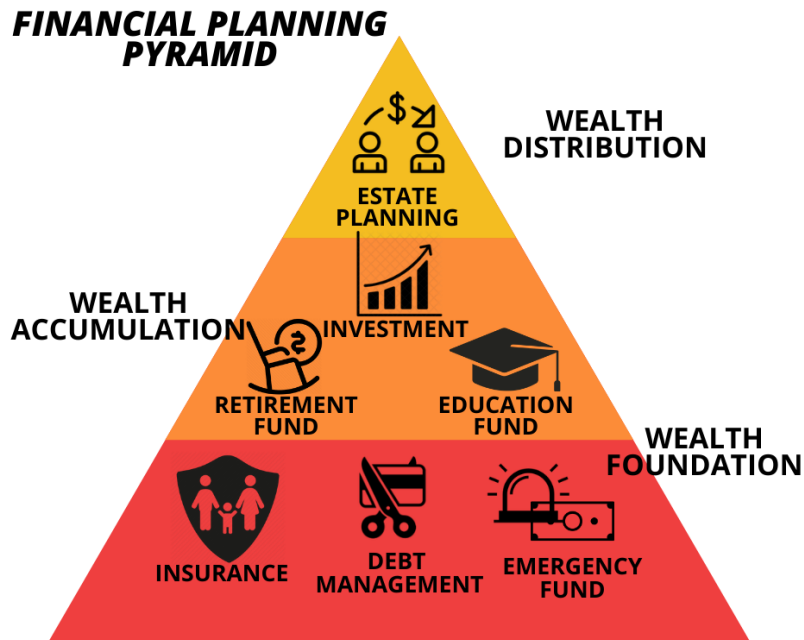 FINANCIAL PLANNING
PYRAMID
$
WEALTH
DISTRIBUTION
ESTATE
PLANNING
WEALTH
ACCUMULATION
INVESTMENT
$
RETIREMENT
FUND
EDUCATION
FUND
WEALTH
FOUNDATION
INSURANCE
DEBT
MANAGEMENT
EMERGENCY
FUND